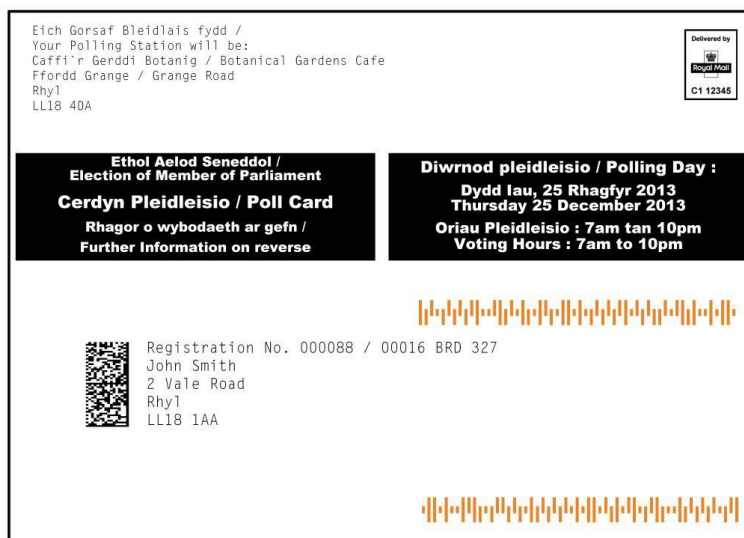 Eich Gorsaf Bleidlais fydd /
Your Polling Station will be:
Caffi`r Gerddi Botanig / Botanical Gardens Cafe
Ffordd Grange / Grange Road
Rhyl
LL18 4DA
Delivered by
Royal Mail
C1 12345
Ethol Aelod Seneddol /
Election of Member of Parliament
Cerdyn Pleidleisio / Poll Card
Rhagor o wybodaeth ar gefn /
Further Information on reverse
Diwrnod pleidleisio / Polling Day :
Dydd Iau, 25 Rhagfyr 2013
Thursday 25 December 2013
Oriau Pleidleisio : 7am tan 10pm
Voting Hours : 7am to 10pm
Registration No. 000088 / 00016 BRD 327
John Smith
2 Vale Road
Rhyl
LL18 1AA